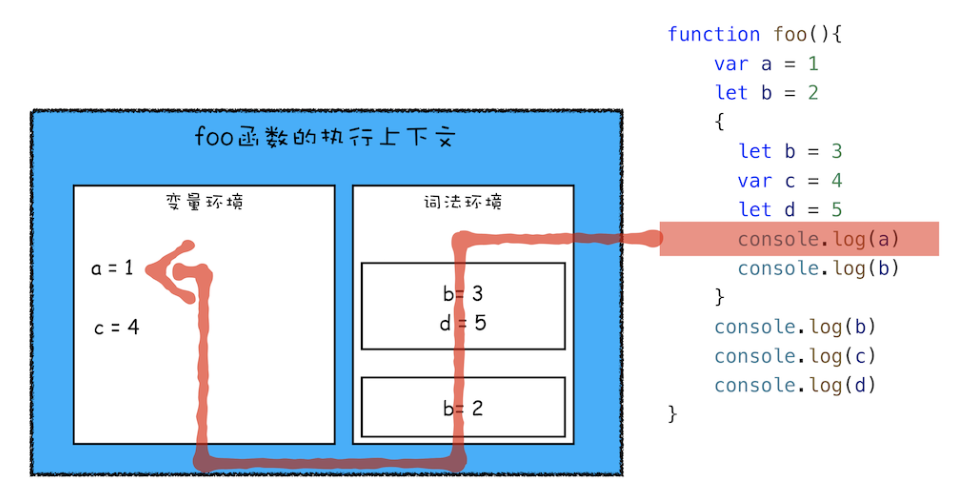 foo函数的执行上下文
变量环境
a = 1
c = 4
词法环境
b= 3
d = 5
b= 2
function foo(){
    var a = 1
    let b = 2
    {
      let b = 3
      var c = 4
      let d = 5
      console.log(a)
      console.log(b)
    }
    console.log(b)
    console.log(c)
    console.log(d)
}